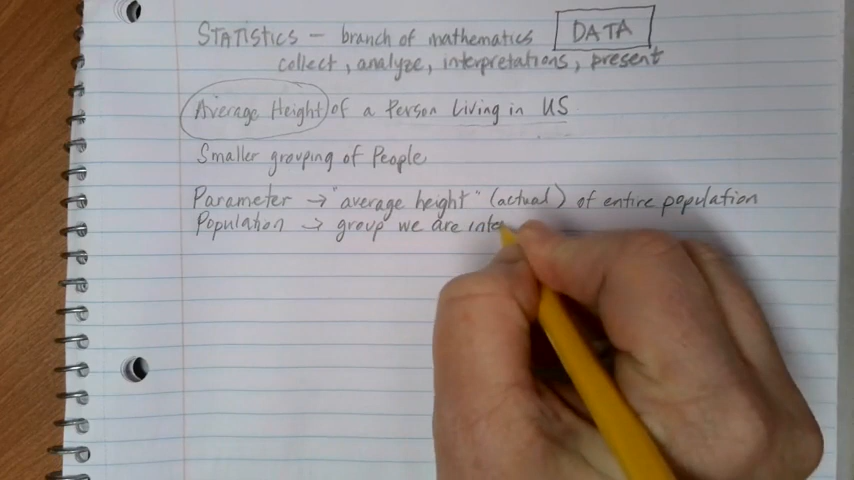 STATISTICS – branch of mathematics DATA
collect, analyze, interpretations, present
Average Height of a Person Living in US
Smaller grouping of People
Parameter → "average height" (actual) of entire population
Population → group we are inte